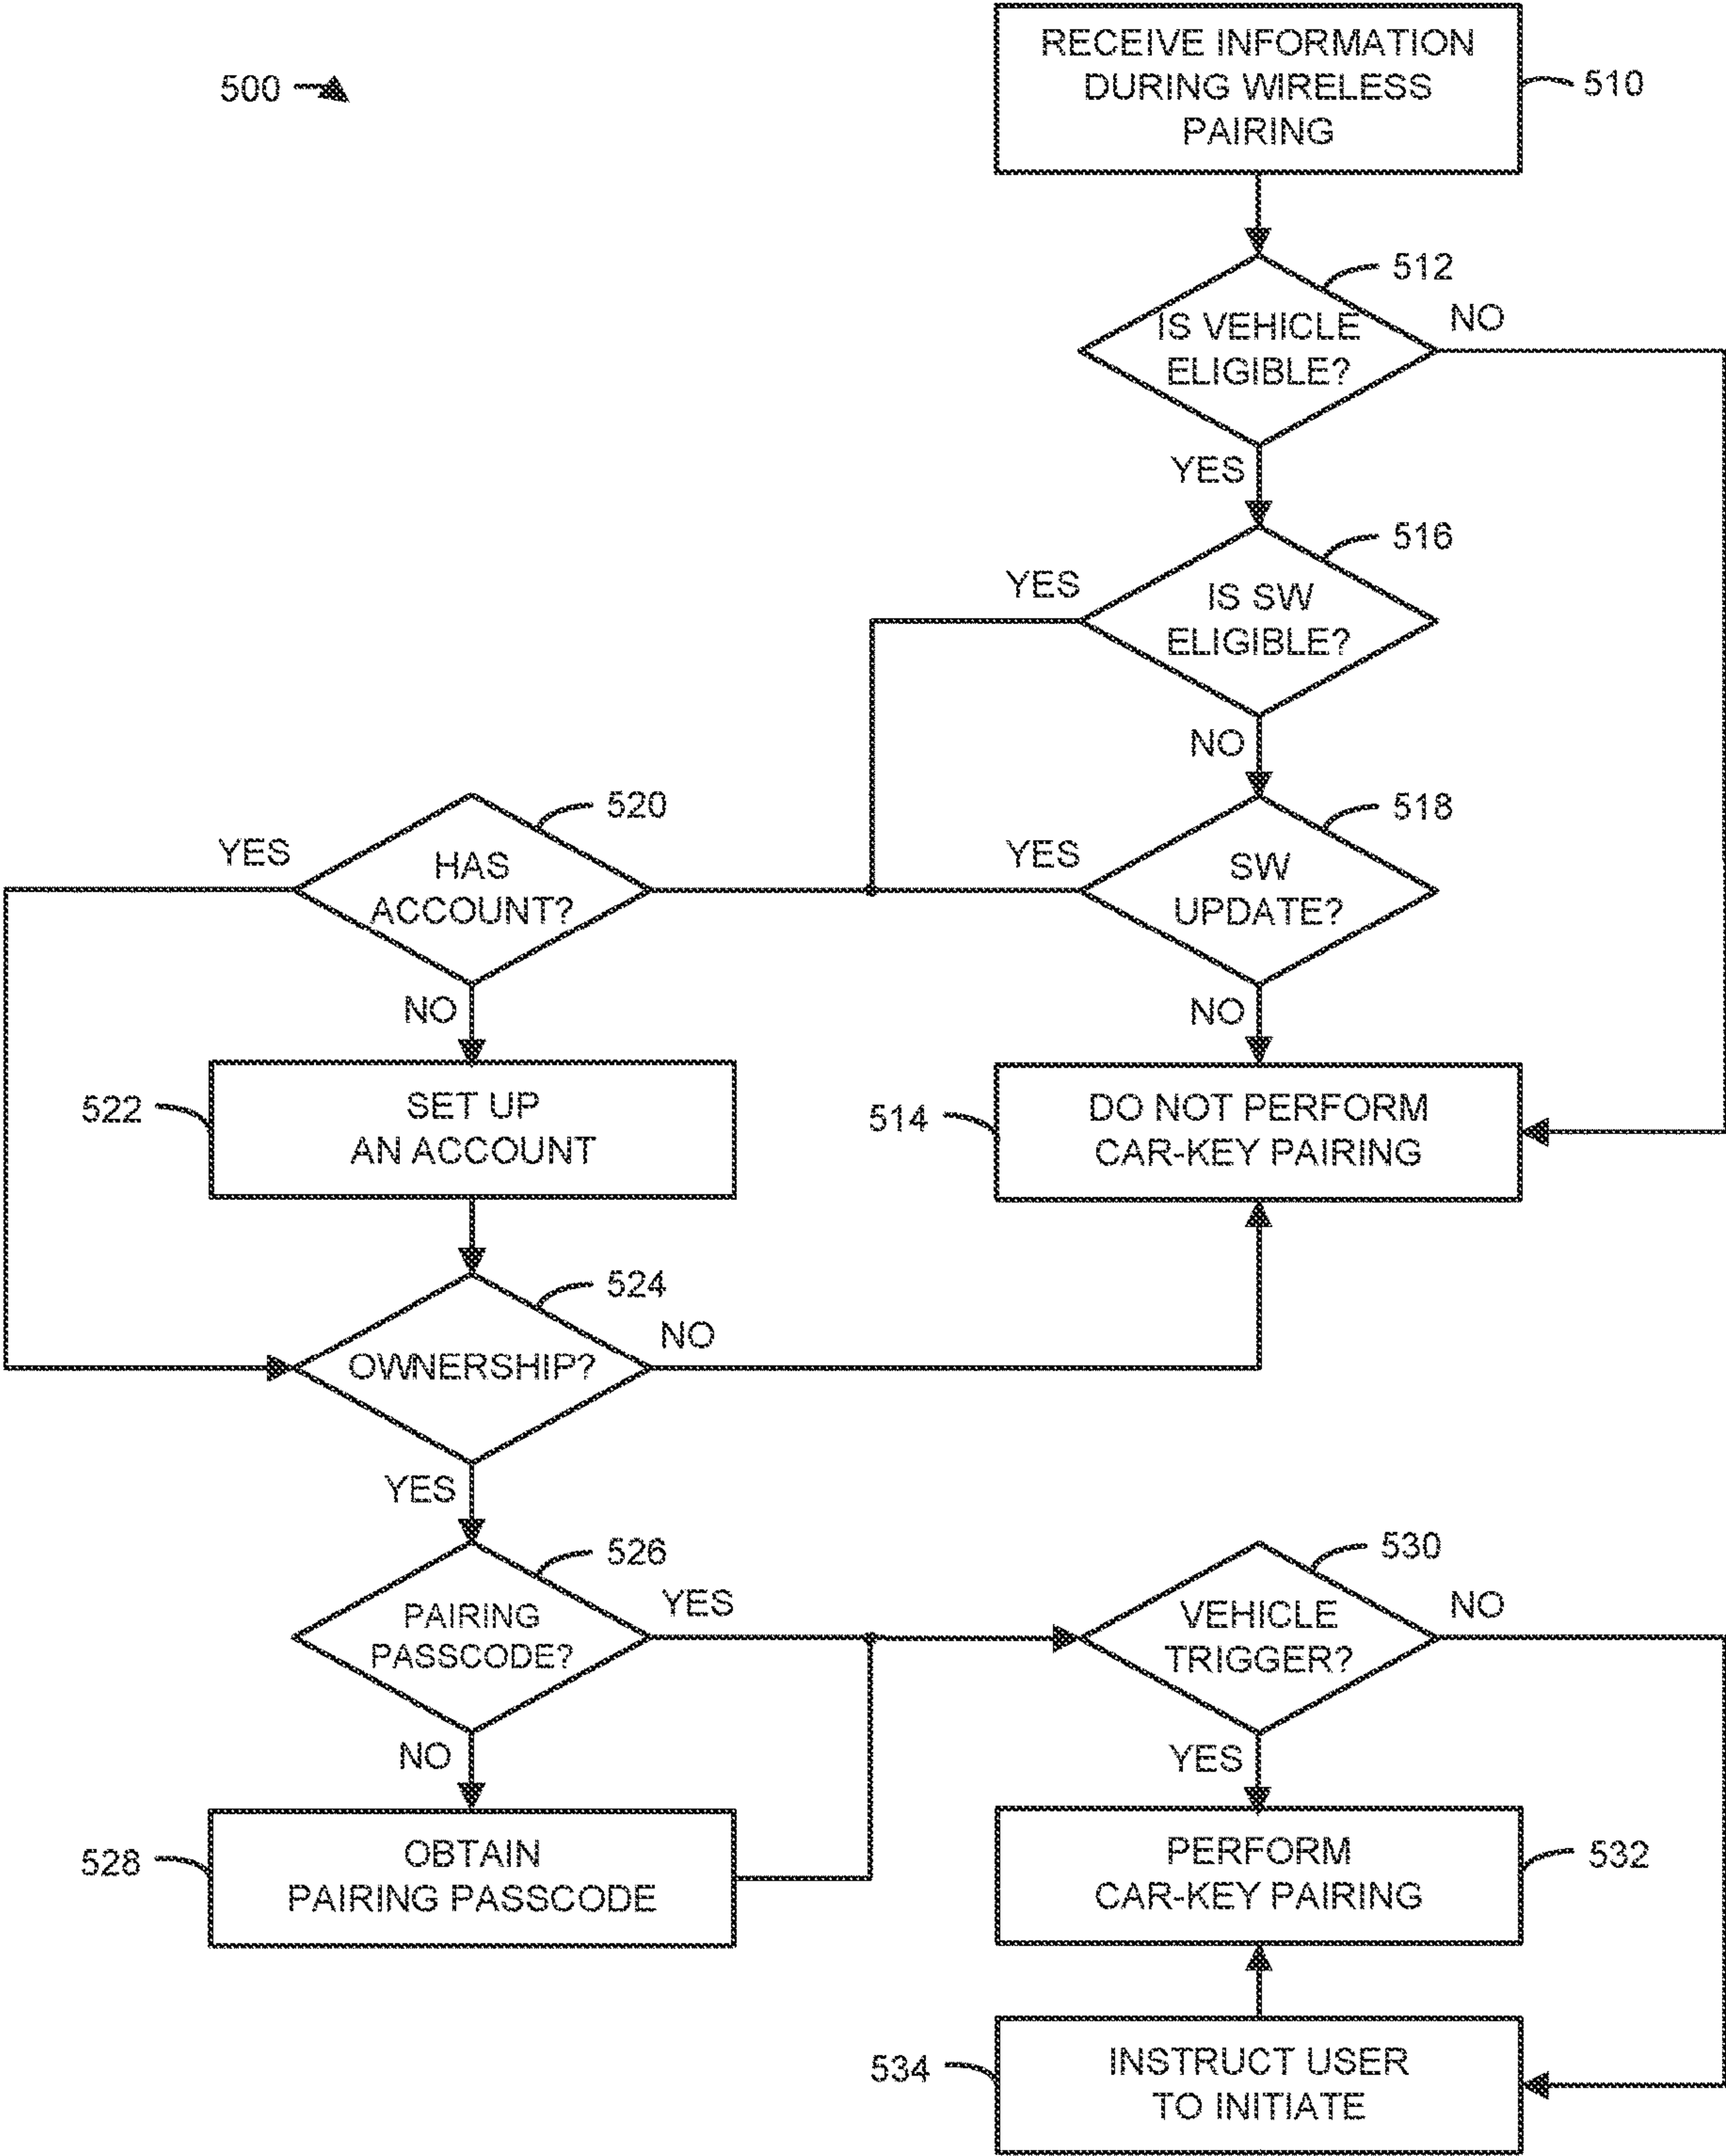 500
RECEIVE INFORMATION
DURING WIRELESS
PAIRING
510
512
IS VEHICLE
ELIGIBLE?
NO
YES
516
YES
IS SW
ELIGIBLE?
NO
520
518
YES
HAS
ACCOUNT?
YES
SW
UPDATE?
NO
NO
522
SET UP
AN ACCOUNT
514
DO NOT PERFORM
CAR-KEY PAIRING
524
OWNERSHIP?
NO
YES
526
PAIRING
PASSCODE?
YES
530
VEHICLE
TRIGGER?
NO
NO
YES
528
OBTAIN
PAIRING PASSCODE
PERFORM
CAR-KEY PAIRING
532
534
INSTRUCT USER
TO INITIATE